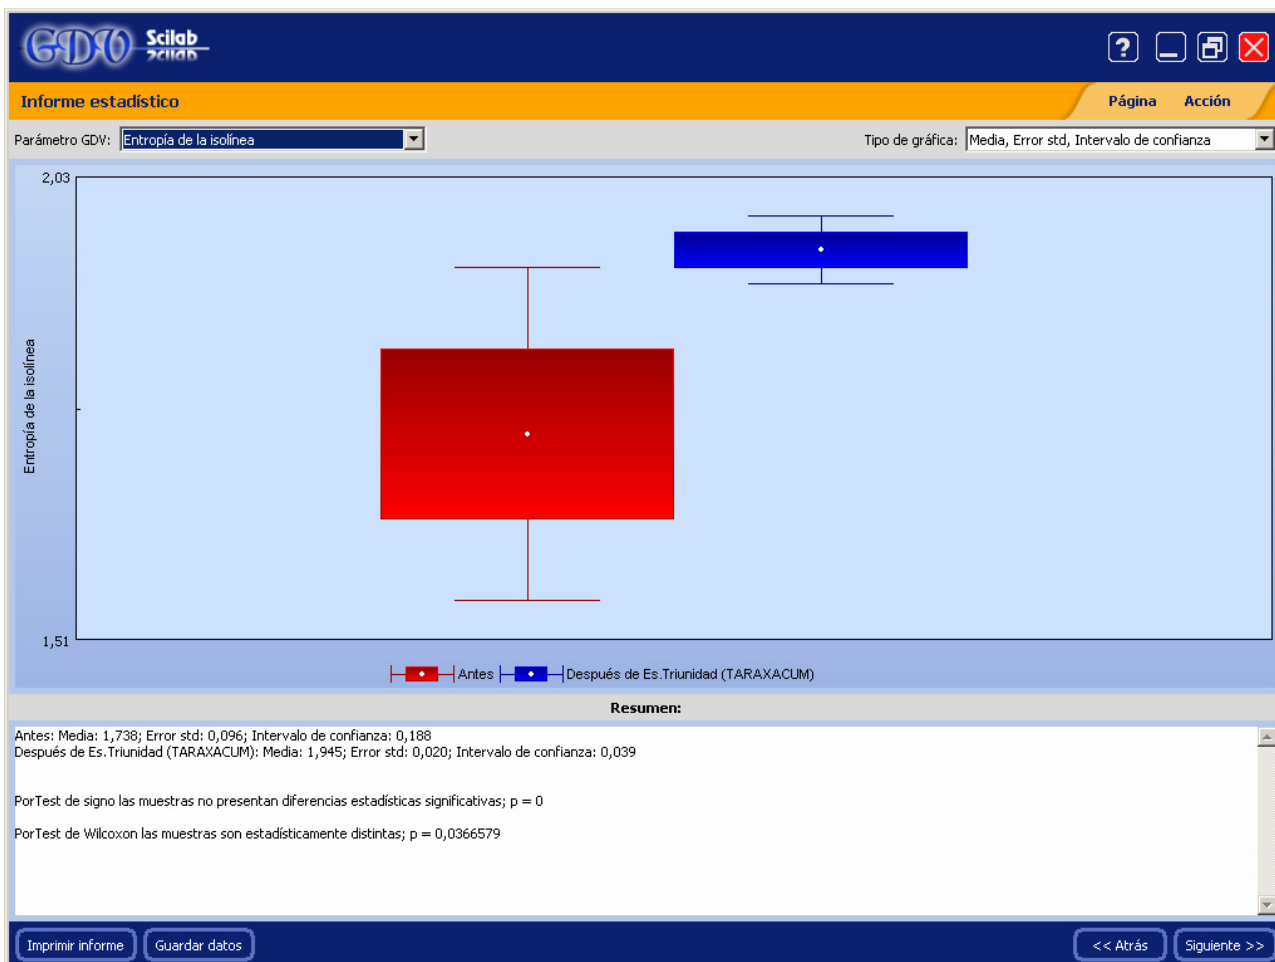 GDV Scilab
Informe estadístico
Página Acción
Parámetro GDV: Entropía de la isolínea
Tipo de gráfica: Media, Error std, Intervalo de confianza
2,03
Entropía de la isolínea
1,51
Antes Después de Es.Triunidad (TARAXACUM)
Resumen:
Antes: Media: 1,738; Error std: 0,096; Intervalo de confianza: 0,188
Después de Es.Triunidad (TARAXACUM): Media: 1,945; Error std: 0,020; Intervalo de confianza: 0,039
PorTest de signo las muestras no presentan diferencias estadísticas significativas; p = 0
PorTest de Wilcoxon las muestras son estadísticamente distintas; p = 0,0366579
Imprimir informe Guardar datos << Atrás Siguiente >>